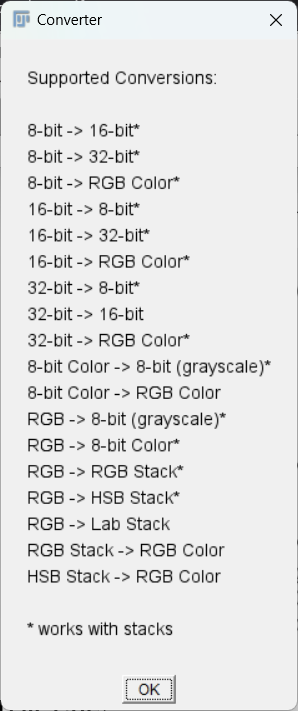 Converter
Supported Conversions:
8-bit -> 16-bit*
8-bit -> 32-bit*
8-bit -> RGB Color*
16-bit -> 8-bit*
16-bit -> 32-bit*
16-bit -> RGB Color*
32-bit -> 8-bit*
32-bit -> 16-bit
32-bit -> RGB Color*
8-bit Color -> 8-bit (grayscale)*
8-bit Color -> RGB Color
RGB -> 8-bit (grayscale)*
RGB -> 8-bit Color*
RGB -> RGB Stack*
RGB -> HSB Stack*
RGB -> Lab Stack
RGB Stack -> RGB Color
HSB Stack -> RGB Color
* works with stacks
OK